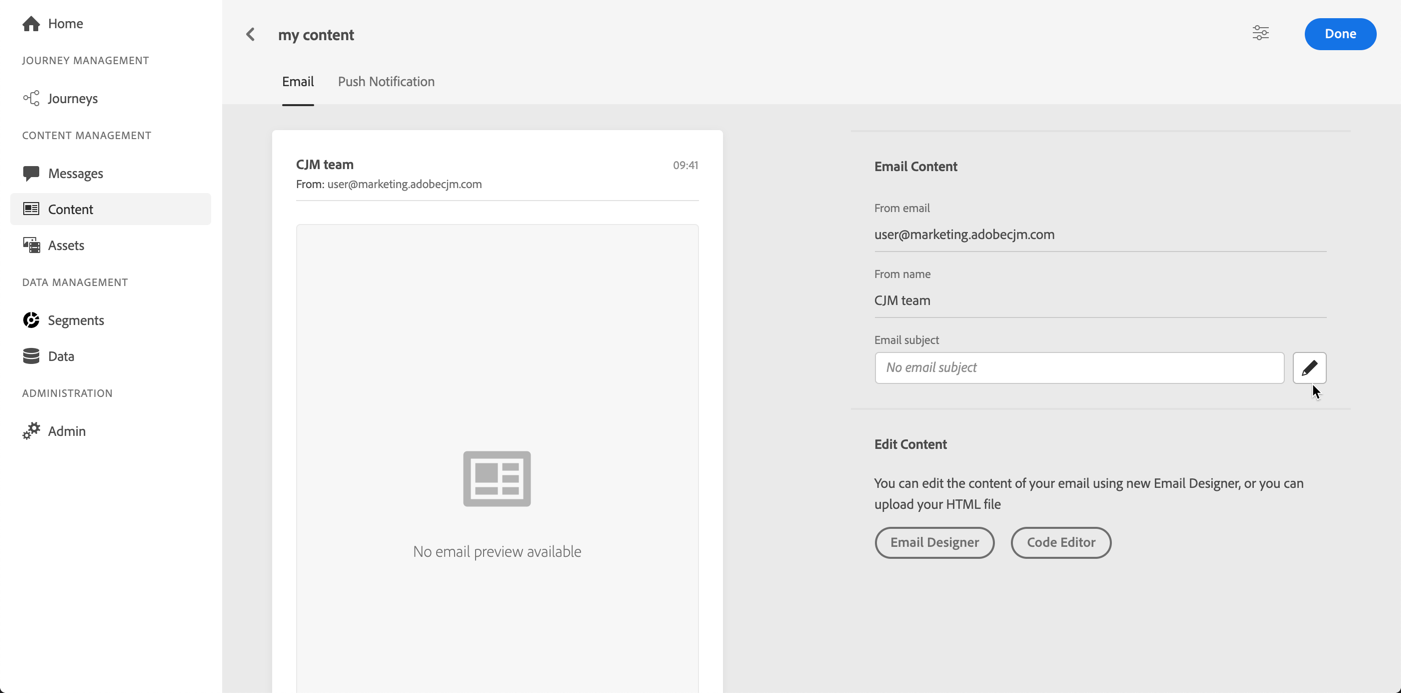 Home
JOURNEY MANAGEMENT
Journeys
CONTENT MANAGEMENT
Messages
Content
Assets
DATA MANAGEMENT
Segments
Data
ADMINISTRATION
Admin
my content
Done
Email
Push Notification
CJM team
09:41
From: user@marketing.adobecjm.com
No email preview available
Email Content
From email
user@marketing.adobecjm.com
From name
CJM team
Email subject
No email subject
Edit Content
You can edit the content of your email using new Email Designer, or you can
upload your HTML file
Email Designer
Code Editor